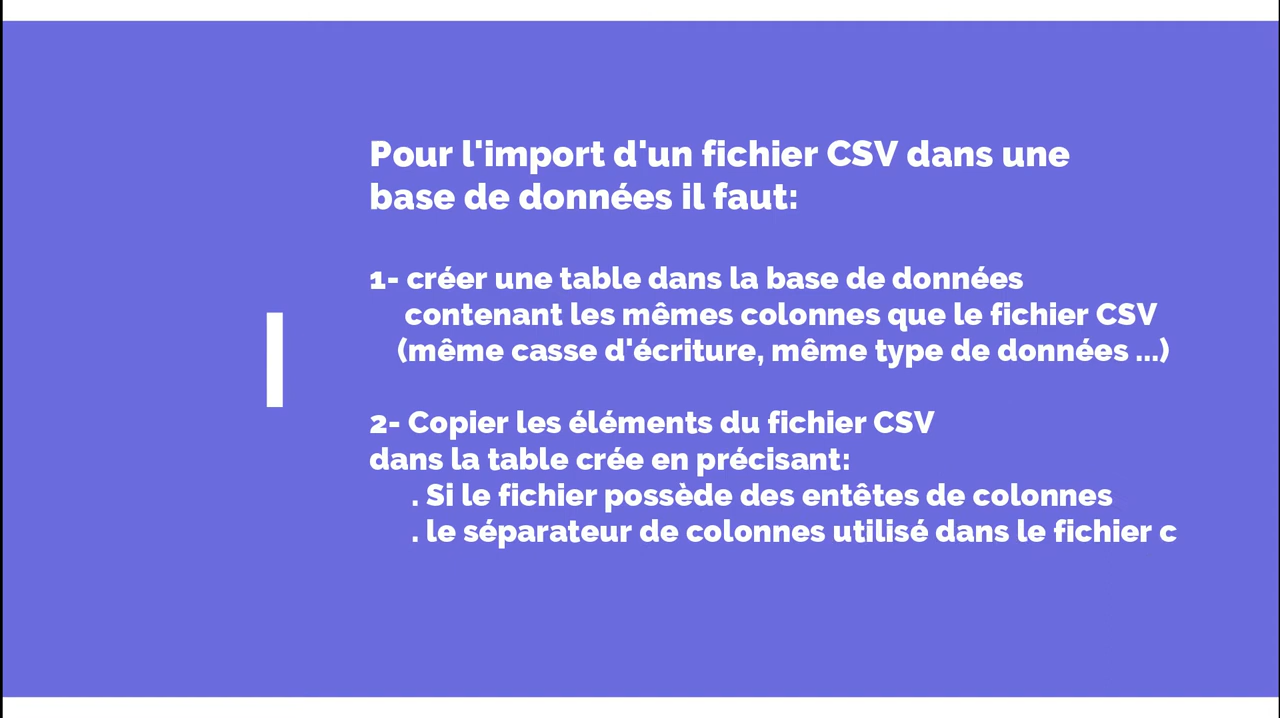 Pour l'import d'un fichier CSV dans une
base de données il faut:
1- créer une table dans la base de données
contenant les mêmes colonnes que le fichier CSV
(même casse d'écriture, même type de données ...)
2- Copier les éléments du fichier CSV
dans la table crée en précisant:
. Si le fichier possède des entêtes de colonnes
. le séparateur de colonnes utilisé dans le fichier c